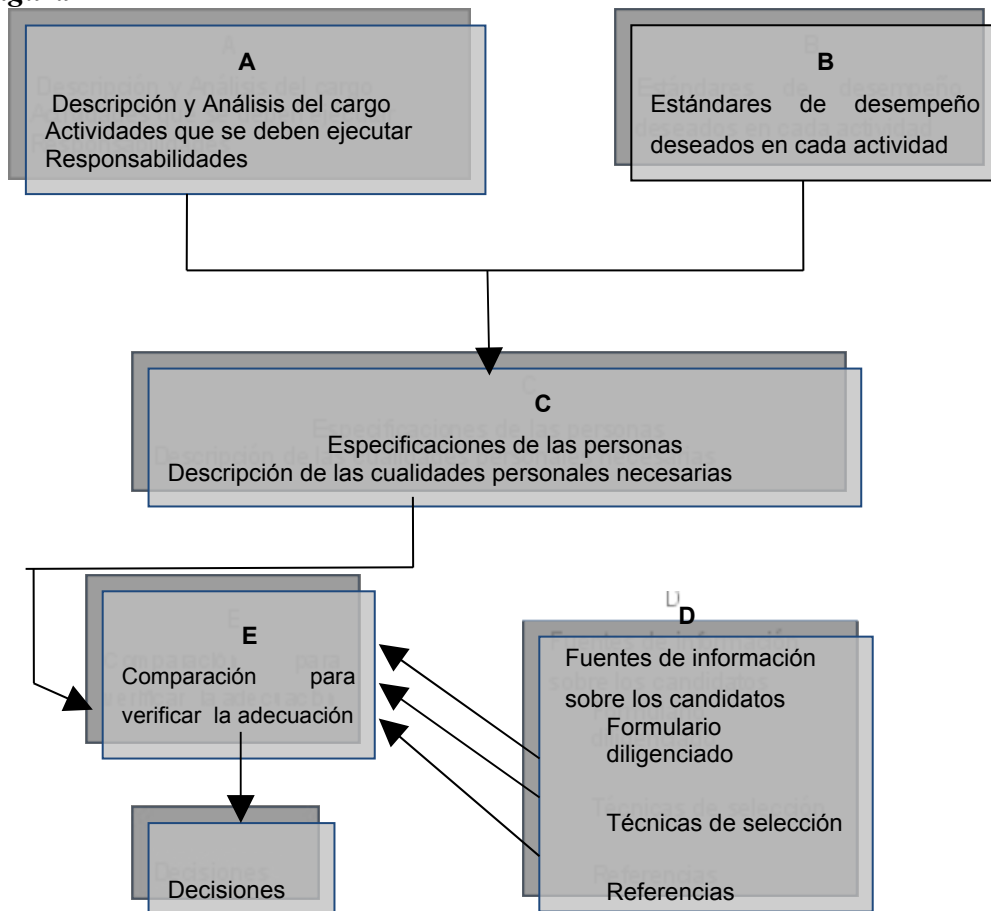 A
Descripción y Análisis del cargo
Actividades que se deben ejecutar
Responsabilidades
B
Estándares de desempeño
deseados en cada actividad
C
Especificaciones de las personas
Descripción de las cualidades personales necesarias
E
Comparación para
verificar la adecuación
D
Fuentes de información
sobre los candidatos
Formulario
diligenciado
Técnicas de selección
Referencias
Decisiones